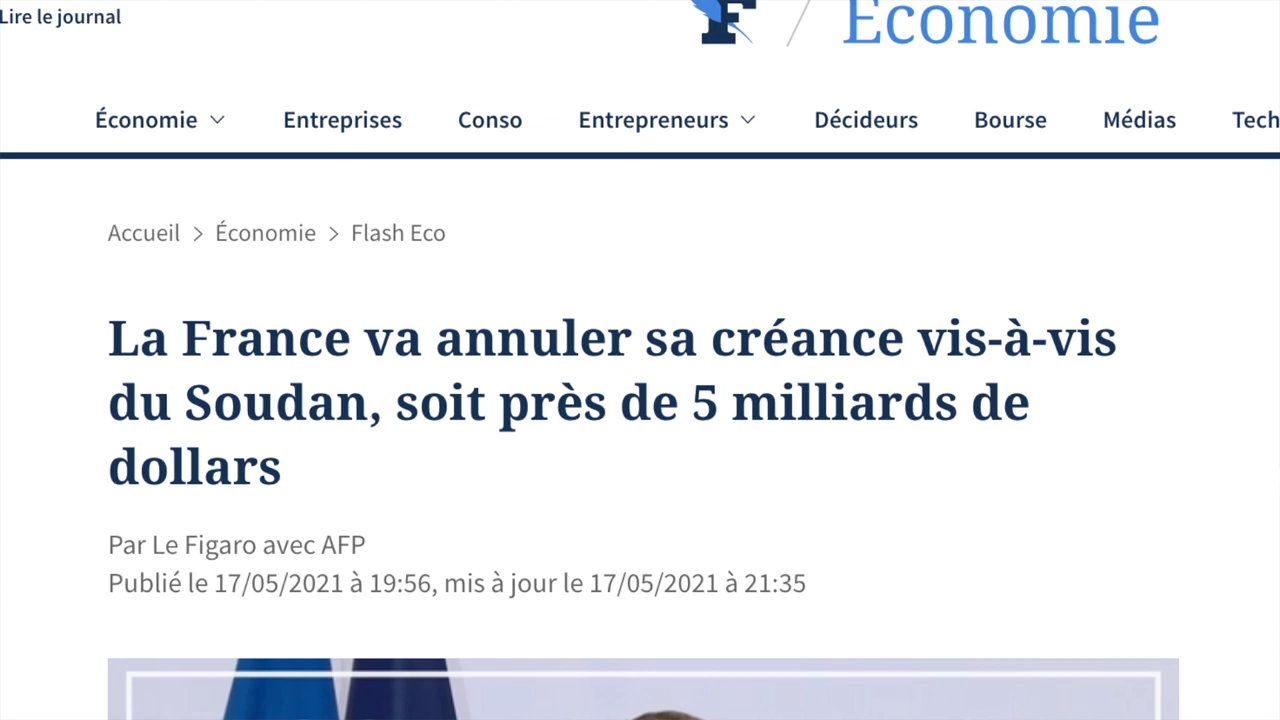 Lire le journal
F / Économie
Économie Entreprises Conso Entrepreneurs Décideurs Bourse Médias Tech
Accueil > Économie > Flash Eco
La France va annuler sa créance vis-à-vis
du Soudan, soit près de 5 milliards de
dollars
Par Le Figaro avec AFP
Publié le 17/05/2021 à 19:56, mis à jour le 17/05/2021 à 21:35